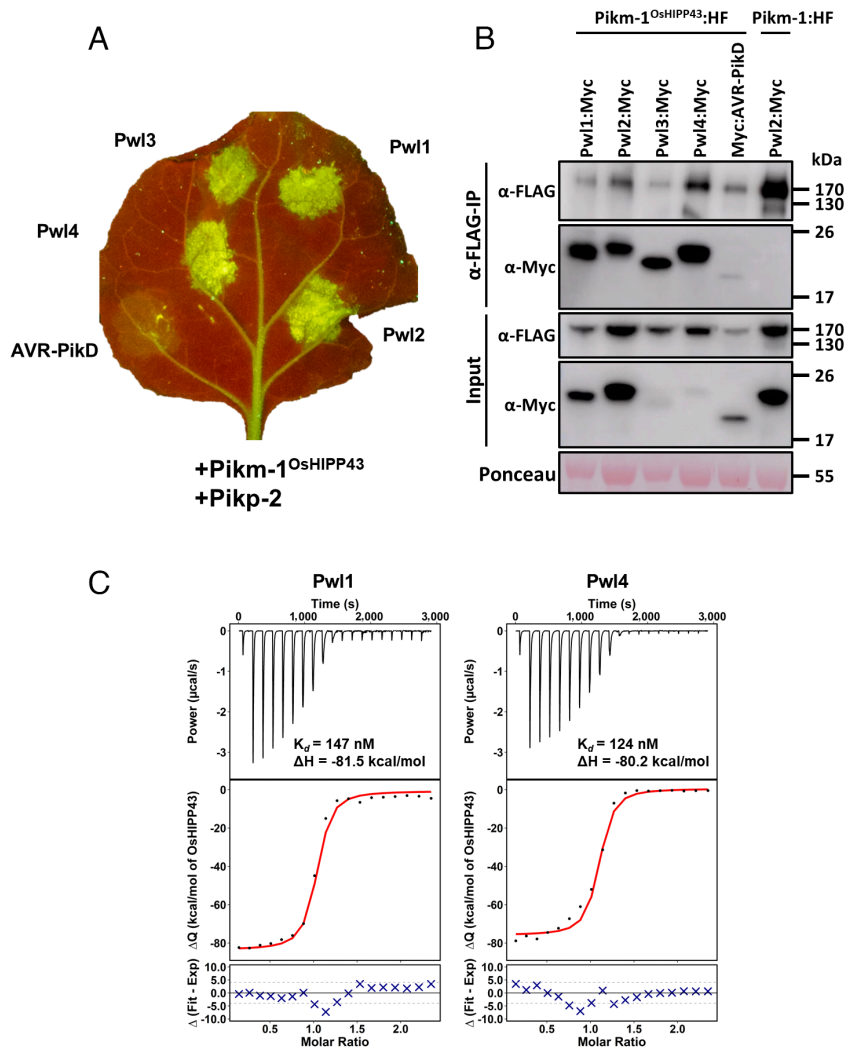 A
Pwl3
Pwl1
Pwl4
AVR-PikD
Pwl2
+Pikm-1OsHIPP43
+Pikp-2
B
Pikm-1OsHIPP43:HF
Pikm-1:HF
Pwl1:Myc
Pwl2:Myc
Pwl3:Myc
Pwl4:Myc
Myc:AVR-PikD
Pwl2:Myc
kDa
α-FLAG-IP
α-FLAG
170
130
α-Myc
26
17
Input
α-FLAG
170
130
α-Myc
26
17
Ponceau
55
C
Pwl1
Time (s)
0 1,000 2,000 3,000
Power (µcal/s)
0
-1
-2
-3
Kd = 147 nM
ΔH = -81.5 kcal/mol
ΔQ (kcal/mol of OsHIPP43)
0
-20
-40
-60
-80
Δ (Fit - Exp)
10.0
5.0
0.0
-5.0
-10.0
0.5 1.0 1.5 2.0
Molar Ratio
Pwl4
Time (s)
0 1,000 2,000 3,000
Power (µcal/s)
0
-1
-2
-3
Kd = 124 nM
ΔH = -80.2 kcal/mol
ΔQ (kcal/mol of OsHIPP43)
0
-20
-40
-60
-80
Δ (Fit - Exp)
10.0
5.0
0.0
-5.0
-10.0
0.5 1.0 1.5 2.0
Molar Ratio